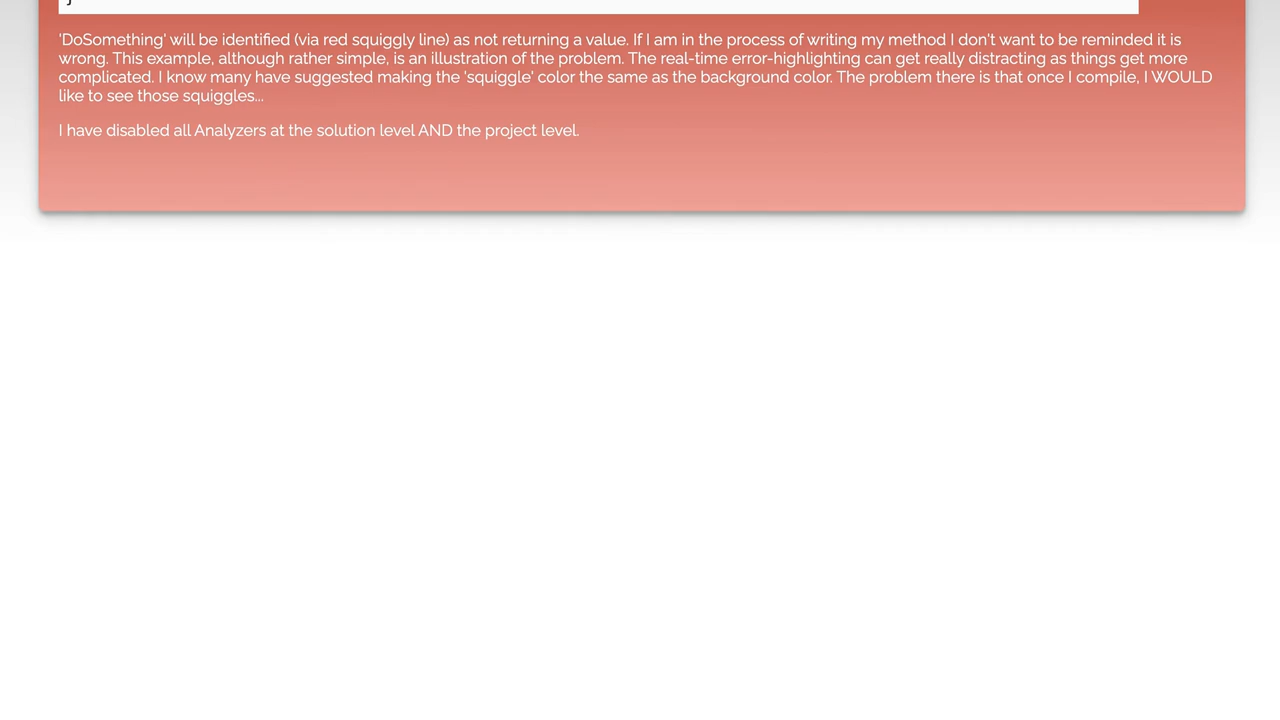 'DoSomething' will be identified (via red squiggly line) as not returning a value. If I am in the process of writing my method I don't want to be reminded it is
wrong. This example, although rather simple, is an illustration of the problem. The real-time error-highlighting can get really distracting as things get more
complicated. I know many have suggested making the 'squiggle' color the same as the background color. The problem there is that once I compile, I WOULD
like to see those squiggles...
I have disabled all Analyzers at the solution level AND the project level.